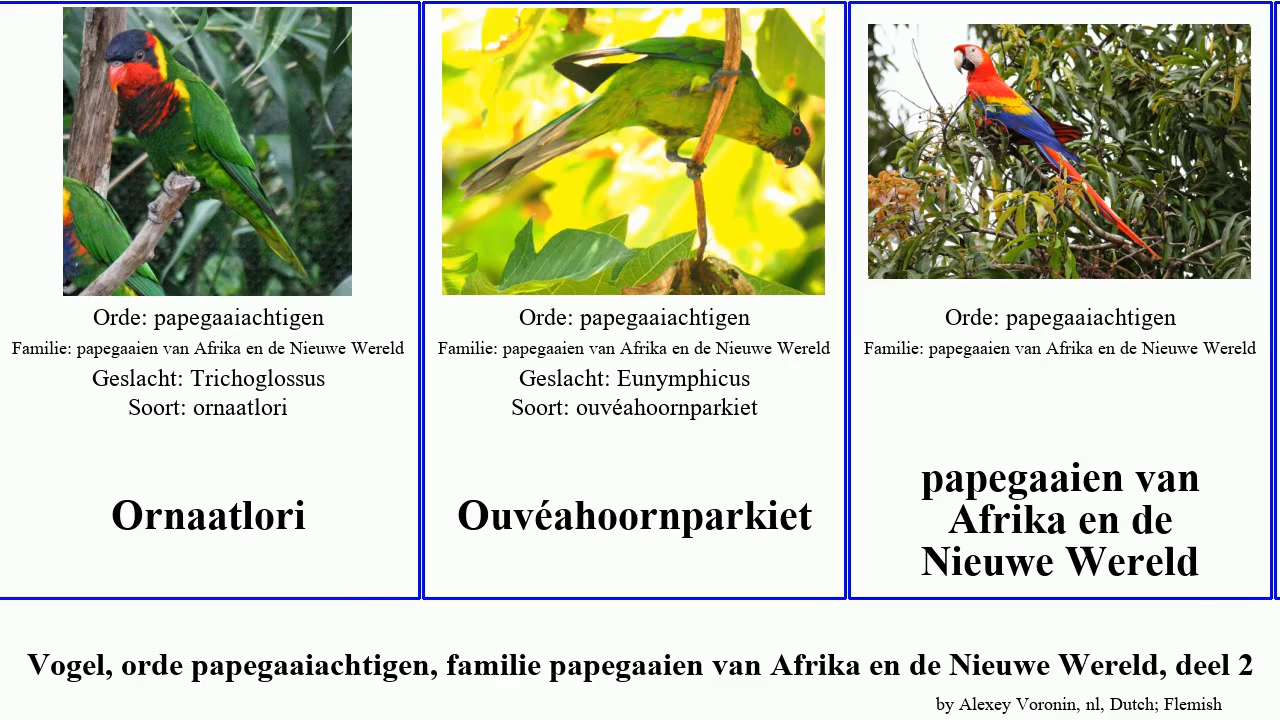 Orde: papegaaiachtigen
Familie: papegaaien van Afrika en de Nieuwe Wereld
Geslacht: Trichoglossus
Soort: ornaatlori
Ornaatlori
Orde: papegaaiachtigen
Familie: papegaaien van Afrika en de Nieuwe Wereld
Geslacht: Eunymphicus
Soort: ouvéahoornparkiet
Ouvéahoornparkiet
Orde: papegaaiachtigen
Familie: papegaaien van Afrika en de Nieuwe Wereld
papegaaien van
Afrika en de
Nieuwe Wereld
Vogel, orde papegaaiachtigen, familie papegaaien van Afrika en de Nieuwe Wereld, deel 2
by Alexey Voronin, nl, Dutch; Flemish